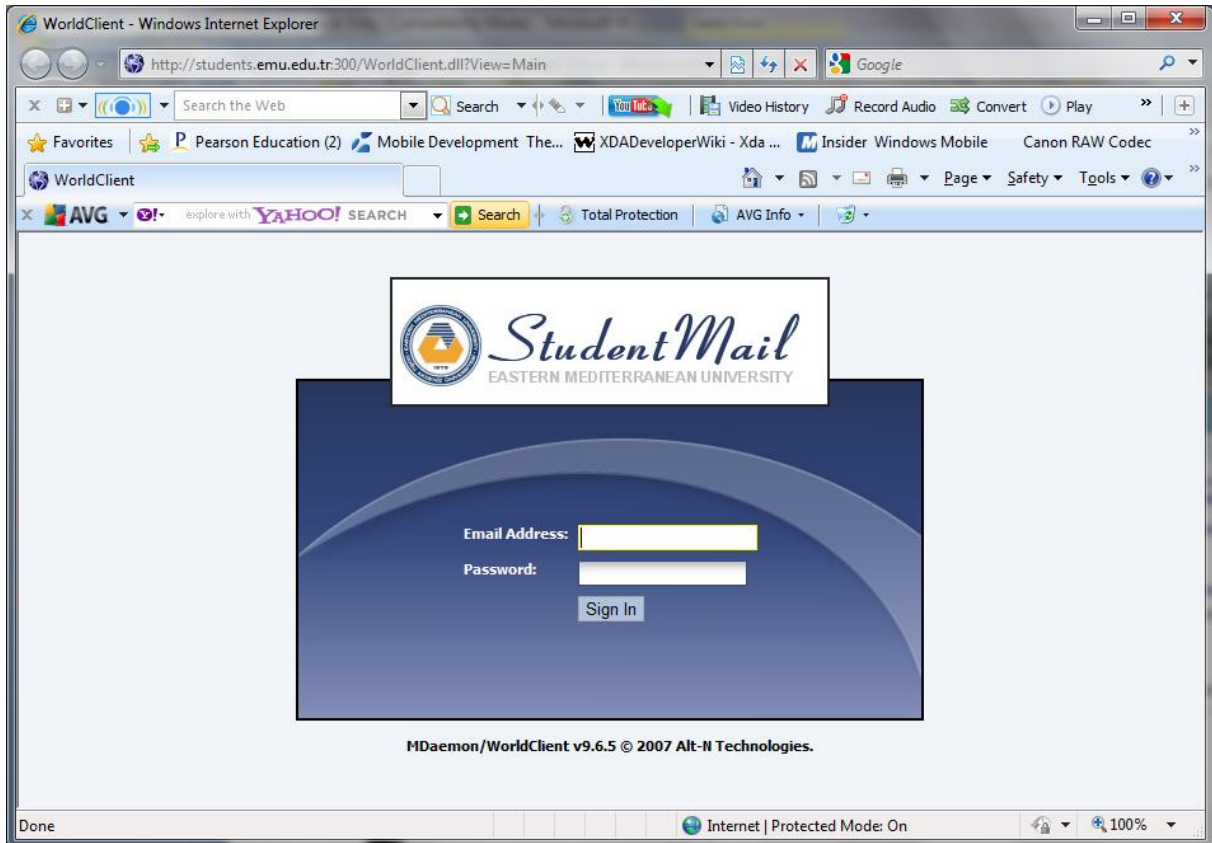 WorldClient - Windows Internet Explorer
http://students.emu.edu.tr:300/WorldClient.dll?View=Main Google
X Search the Web Search You Tube Video History Record Audio Convert Play »
Favorites Pearson Education (2) Mobile Development The... XDADeveloperWiki - Xda ... Insider Windows Mobile Canon RAW Codec »
WorldClient Page Safety Tools »
X AVG explore with YAHOO! SEARCH Search Total Protection AVG Info
StudentMail
EASTERN MEDITERRANEAN UNIVERSITY
Email Address:
Password:
Sign In
MDaemon/WorldClient v9.6.5 © 2007 Alt-N Technologies.
Done Internet | Protected Mode: On 100%